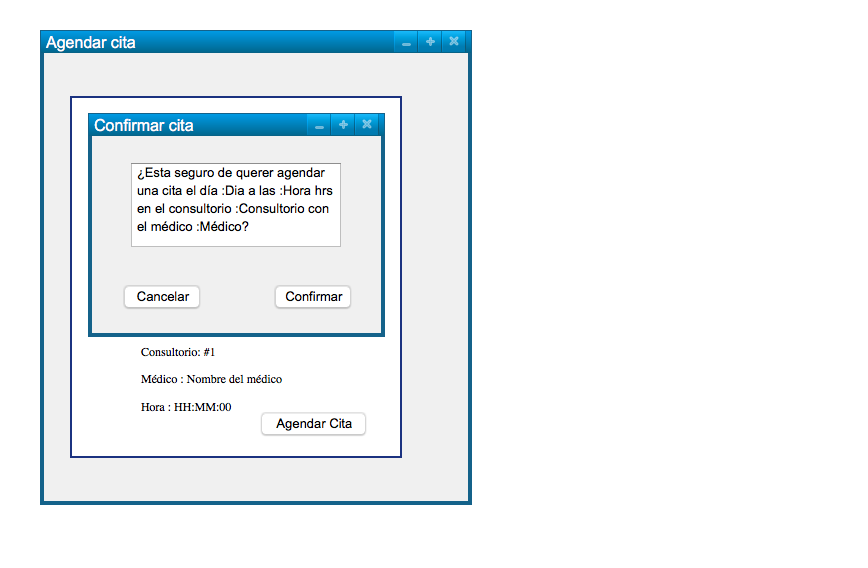 Agendar cita
Confirmar cita
¿Esta seguro de querer agendar
una cita el día :Dia a las :Hora hrs
en el consultorio :Consultorio con
el médico :Médico?
Cancelar
Confirmar
Consultorio: #1
Médico : Nombre del médico
Hora : HH:MM:00
Agendar Cita